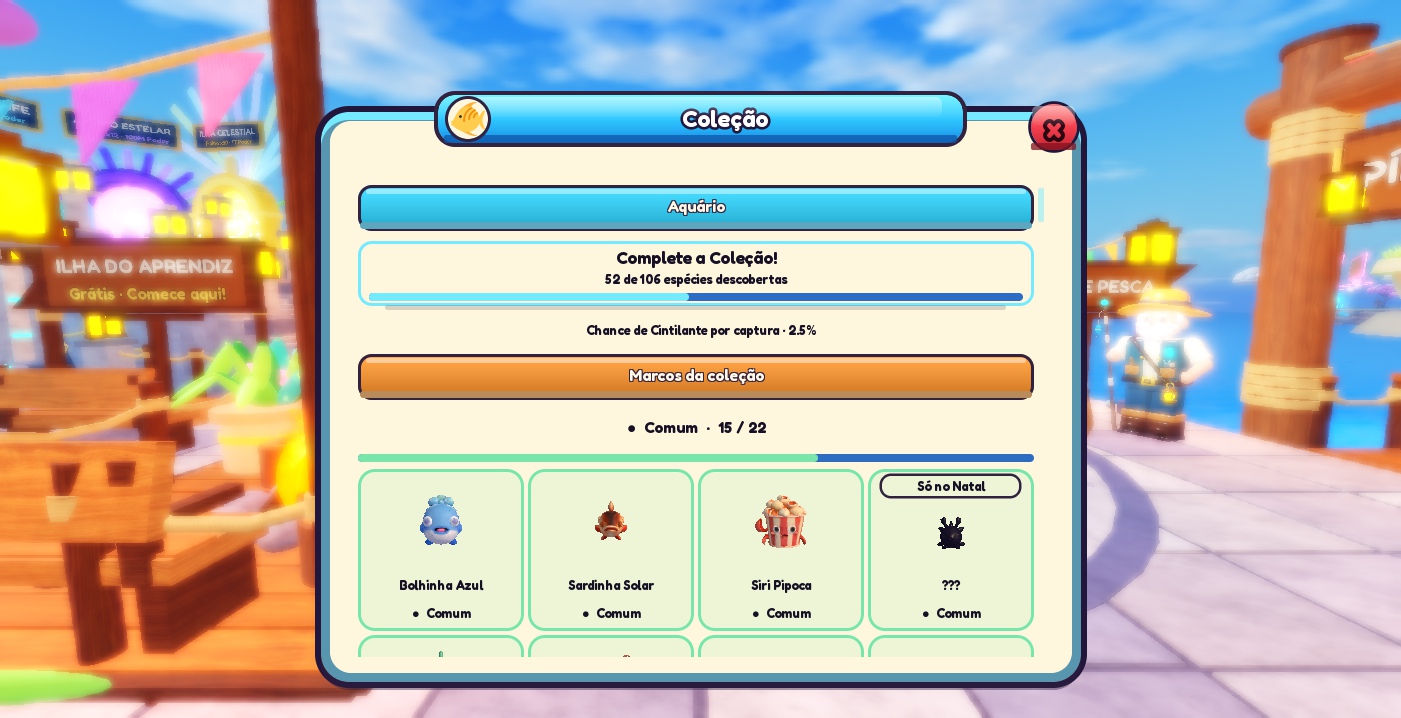 Coleção
Aquário
Complete a Coleção!
52 de 106 espécies descobertas
Chance de Cintilante por captura · 2.5%
Marcos da coleção
● Comum · 15 / 22
Só no Natal
Bolhinha Azul
Sardinha Solar
Siri Pipoca
???
● Comum
● Comum
● Comum
● Comum
ILHA DO APRENDIZ
Grátis · Comece aqui!
ESTELAR
CELESTIAL
E PESCA